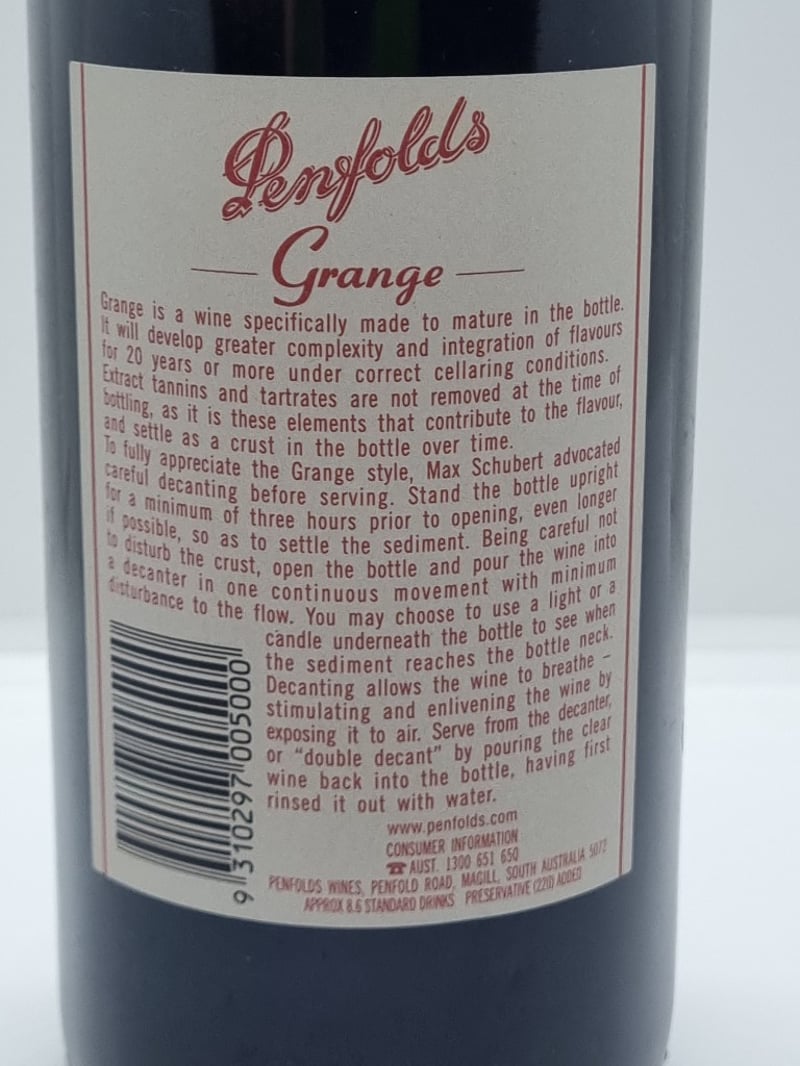 Penfolds
Grange
Grange is a wine specifically made to mature in the bottle.
It will develop greater complexity and integration of flavours
for 20 years or more under correct cellaring conditions.
Extract tannins and tartrates are not removed at the time of
bottling, as it is these elements that contribute to the flavour,
and settle as a crust in the bottle over time.
To fully appreciate the Grange style, Max Schubert advocated
careful decanting before serving. Stand the bottle upright
for a minimum of three hours prior to opening, even longer
if possible, so as to settle the sediment. Being careful not
to disturb the crust, open the bottle and pour the wine into
a decanter in one continuous movement with minimum
disturbance to the flow. You may choose to use a light or a
candle underneath the bottle to see when
the sediment reaches the bottle neck.
Decanting allows the wine to breathe –
stimulating and enlivening the wine by
exposing it to air. Serve from the decanter,
or “double decant” by pouring the clear
wine back into the bottle, having first
rinsed it out with water.
9 310297 005000
www.penfolds.com
CONSUMER INFORMATION
☎ AUST. 1300 651 650
PENFOLDS WINES, PENFOLD ROAD, MAGILL, SOUTH AUSTRALIA 5072
APPROX 8.6 STANDARD DRINKS PRESERVATIVE (220) ADDED